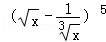 (√x − 1/∛x)⁵